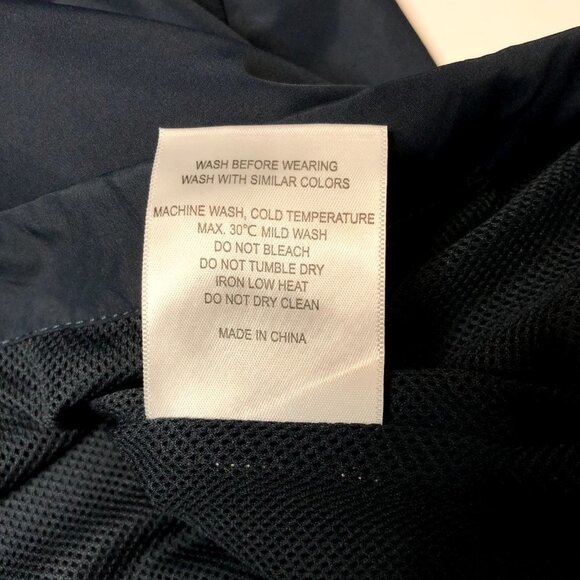 WASH BEFORE WEARING
WASH WITH SIMILAR COLORS
MACHINE WASH, COLD TEMPERATURE
MAX. 30℃ MILD WASH
DO NOT BLEACH
DO NOT TUMBLE DRY
IRON LOW HEAT
DO NOT DRY CLEAN
MADE IN CHINA